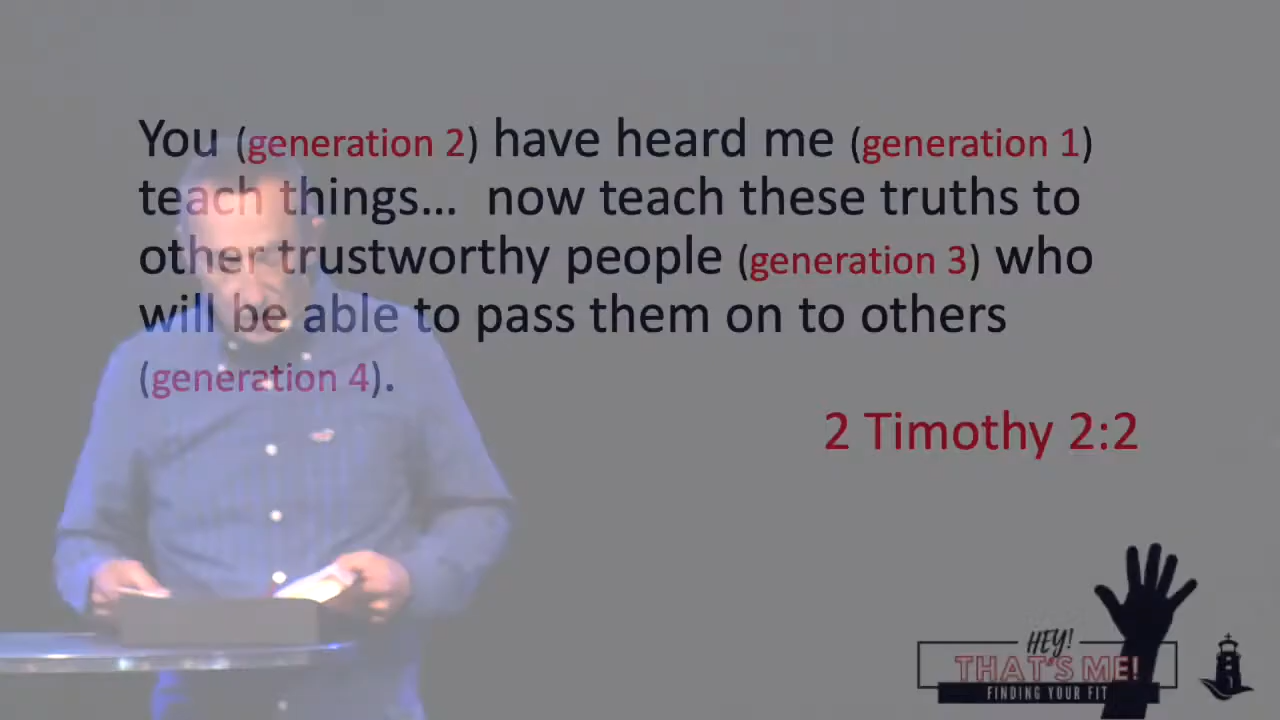 You (generation 2) have heard me (generation 1)
teach things… now teach these truths to
other trustworthy people (generation 3) who
will be able to pass them on to others
(generation 4).
2 Timothy 2:2
HEY!
THAT'S ME!
FINDING YOUR FIT